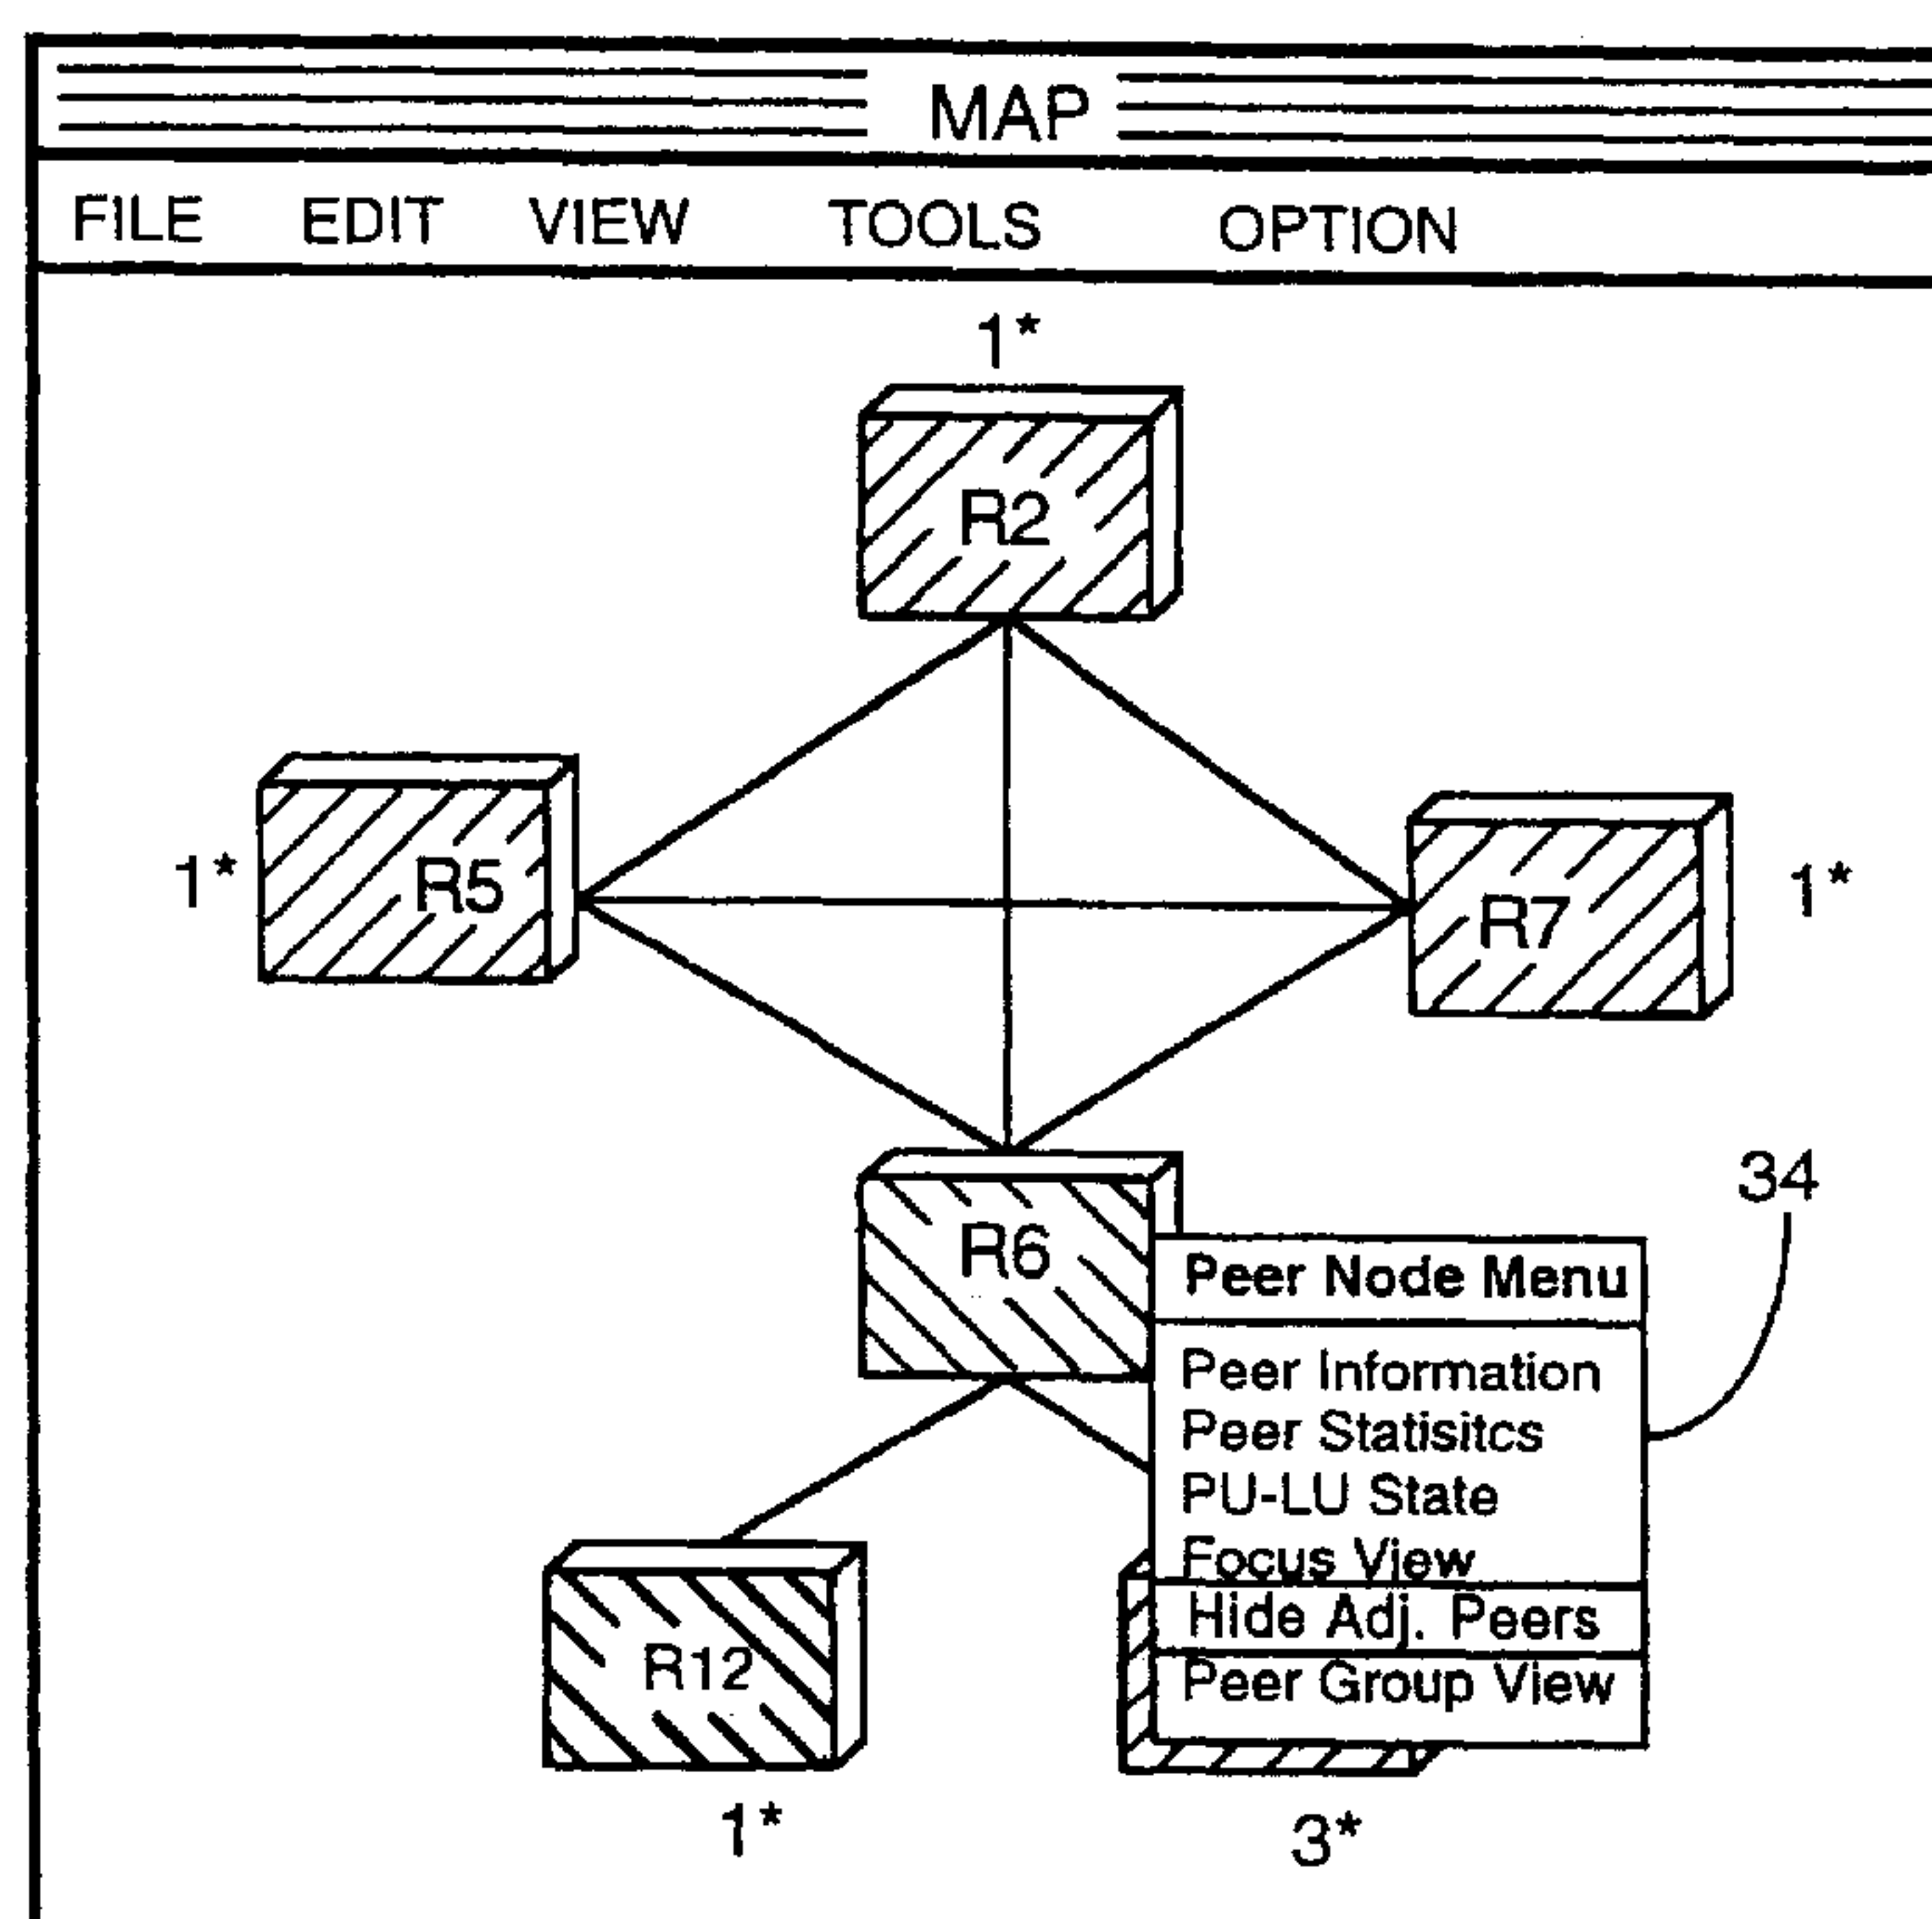 MAP
FILE EDIT VIEW TOOLS OPTION
1*
R2
1* R5
R7 1*
R6
34
Peer Node Menu
Peer Information
Peer Statisitcs
PU-LU State
Focus View
Hide Adj. Peers
Peer Group View
R12
1*
3*